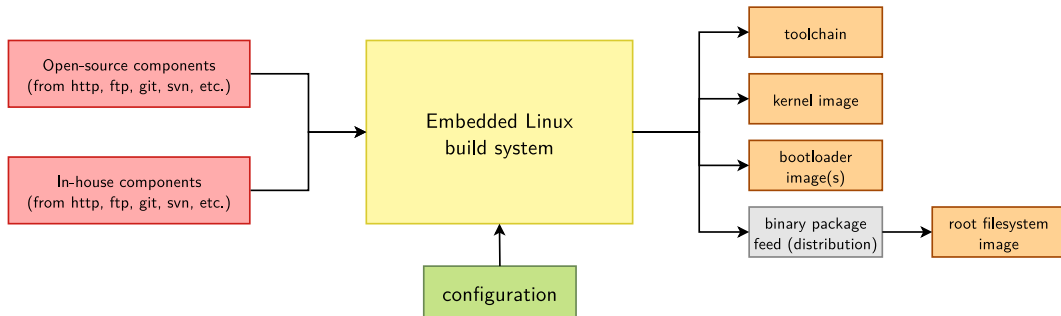 Open-source components
(from http, ftp, git, svn, etc.)
In-house components
(from http, ftp, git, svn, etc.)
Embedded Linux
build system
configuration
toolchain
kernel image
bootloader
image(s)
binary package
feed (distribution)
root filesystem
image